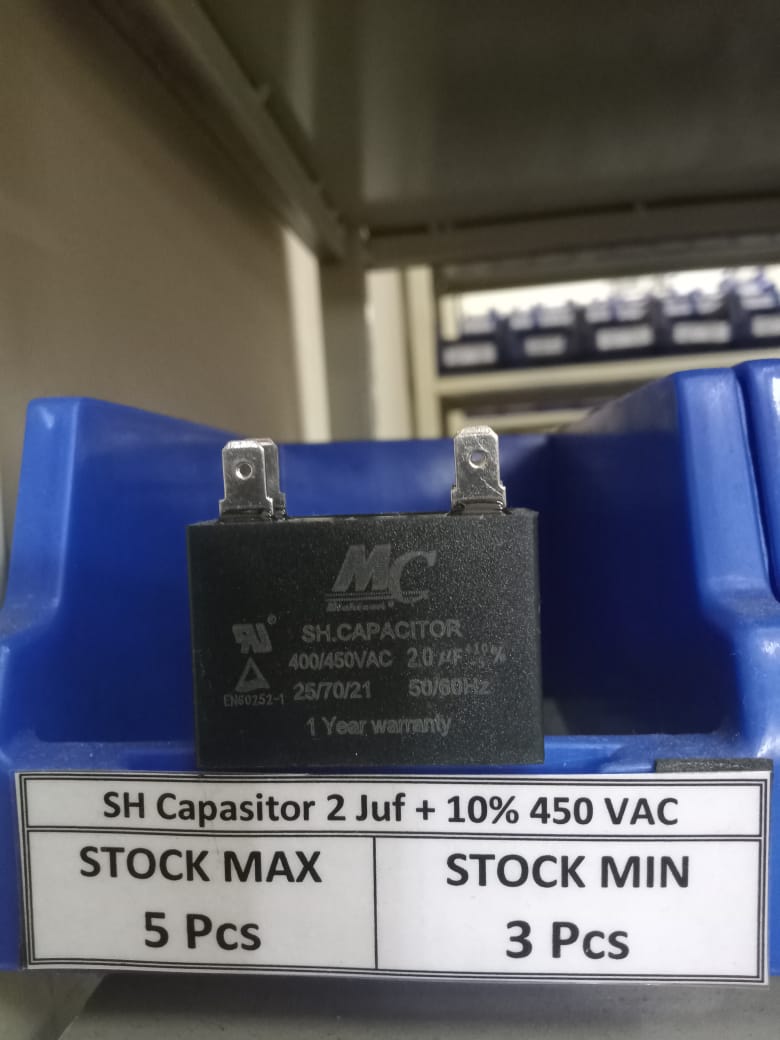 MC
SH.CAPACITOR
400/450VAC 2.0 μF +10%
25/70/21 50/60Hz
EN60252-1
1 Year warranty
SH Capasitor 2 Juf + 10% 450 VAC
STOCK MAX
STOCK MIN
5 Pcs
3 Pcs